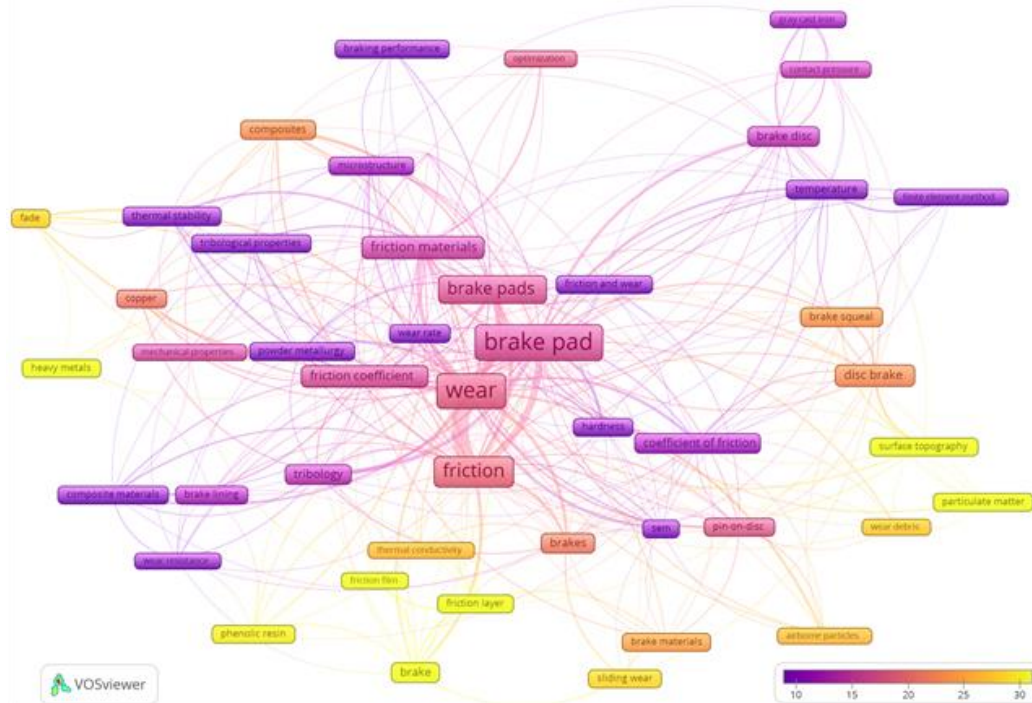 gray cast iron
braking performance
optimization
contact pressure
composites
brake disc
microstructure
temperature
finite element method
fade
thermal stability
tribological properties
friction materials
brake pads
friction and wear
copper
brake squeal
wear rate
brake pad
mechanical properties
powder metallurgy
heavy metals
friction coefficient
disc brake
wear
hardness
coefficient of friction
surface topography
friction
tribology
composite materials
brake lining
particulate matter
sem
pin-on-disc
wear debris
brakes
thermal conductivity
wear resistance
friction film
friction layer
phenolic resin
brake materials
airborne particles
brake
sliding wear
VOSviewer
10 15 20 25 30